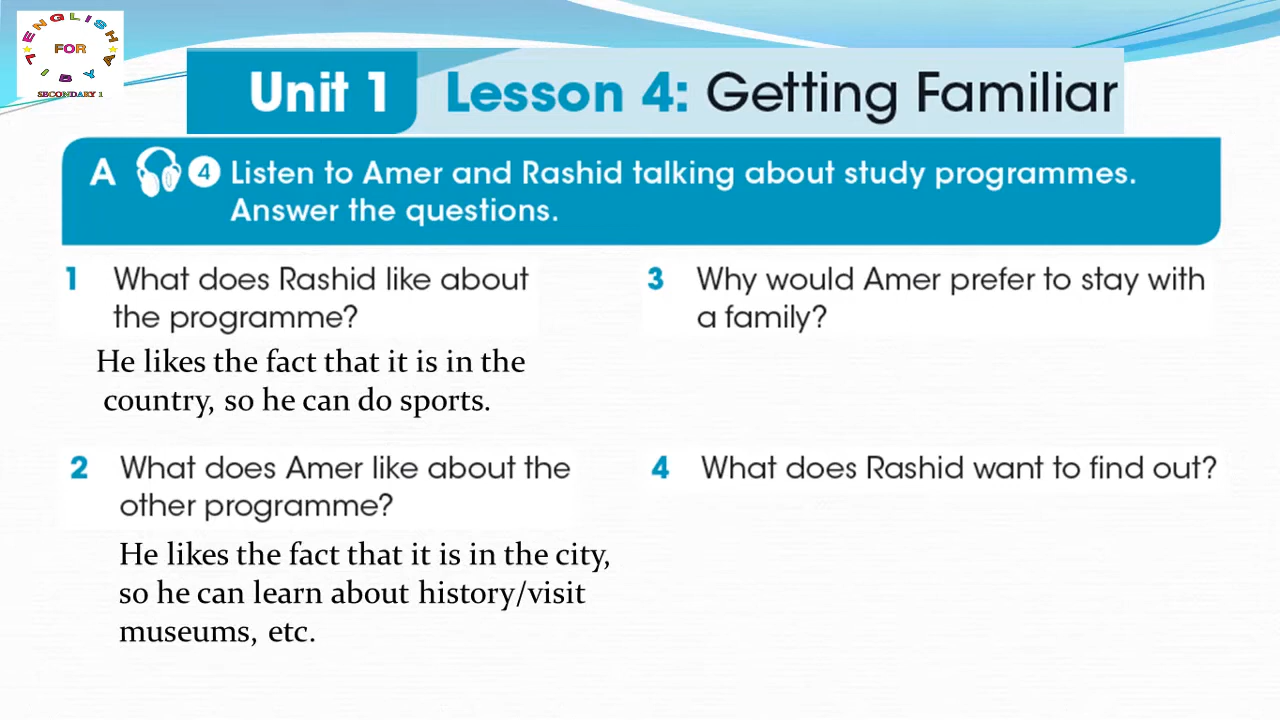 ENGLISH
FOR
LIBYA
SECONDARY 1
Unit 1 Lesson 4: Getting Familiar
A 4 Listen to Amer and Rashid talking about study programmes.
Answer the questions.
1 What does Rashid like about
the programme?
He likes the fact that it is in the
country, so he can do sports.
2 What does Amer like about the
other programme?
He likes the fact that it is in the city,
so he can learn about history/visit
museums, etc.
3 Why would Amer prefer to stay with
a family?
4 What does Rashid want to find out?